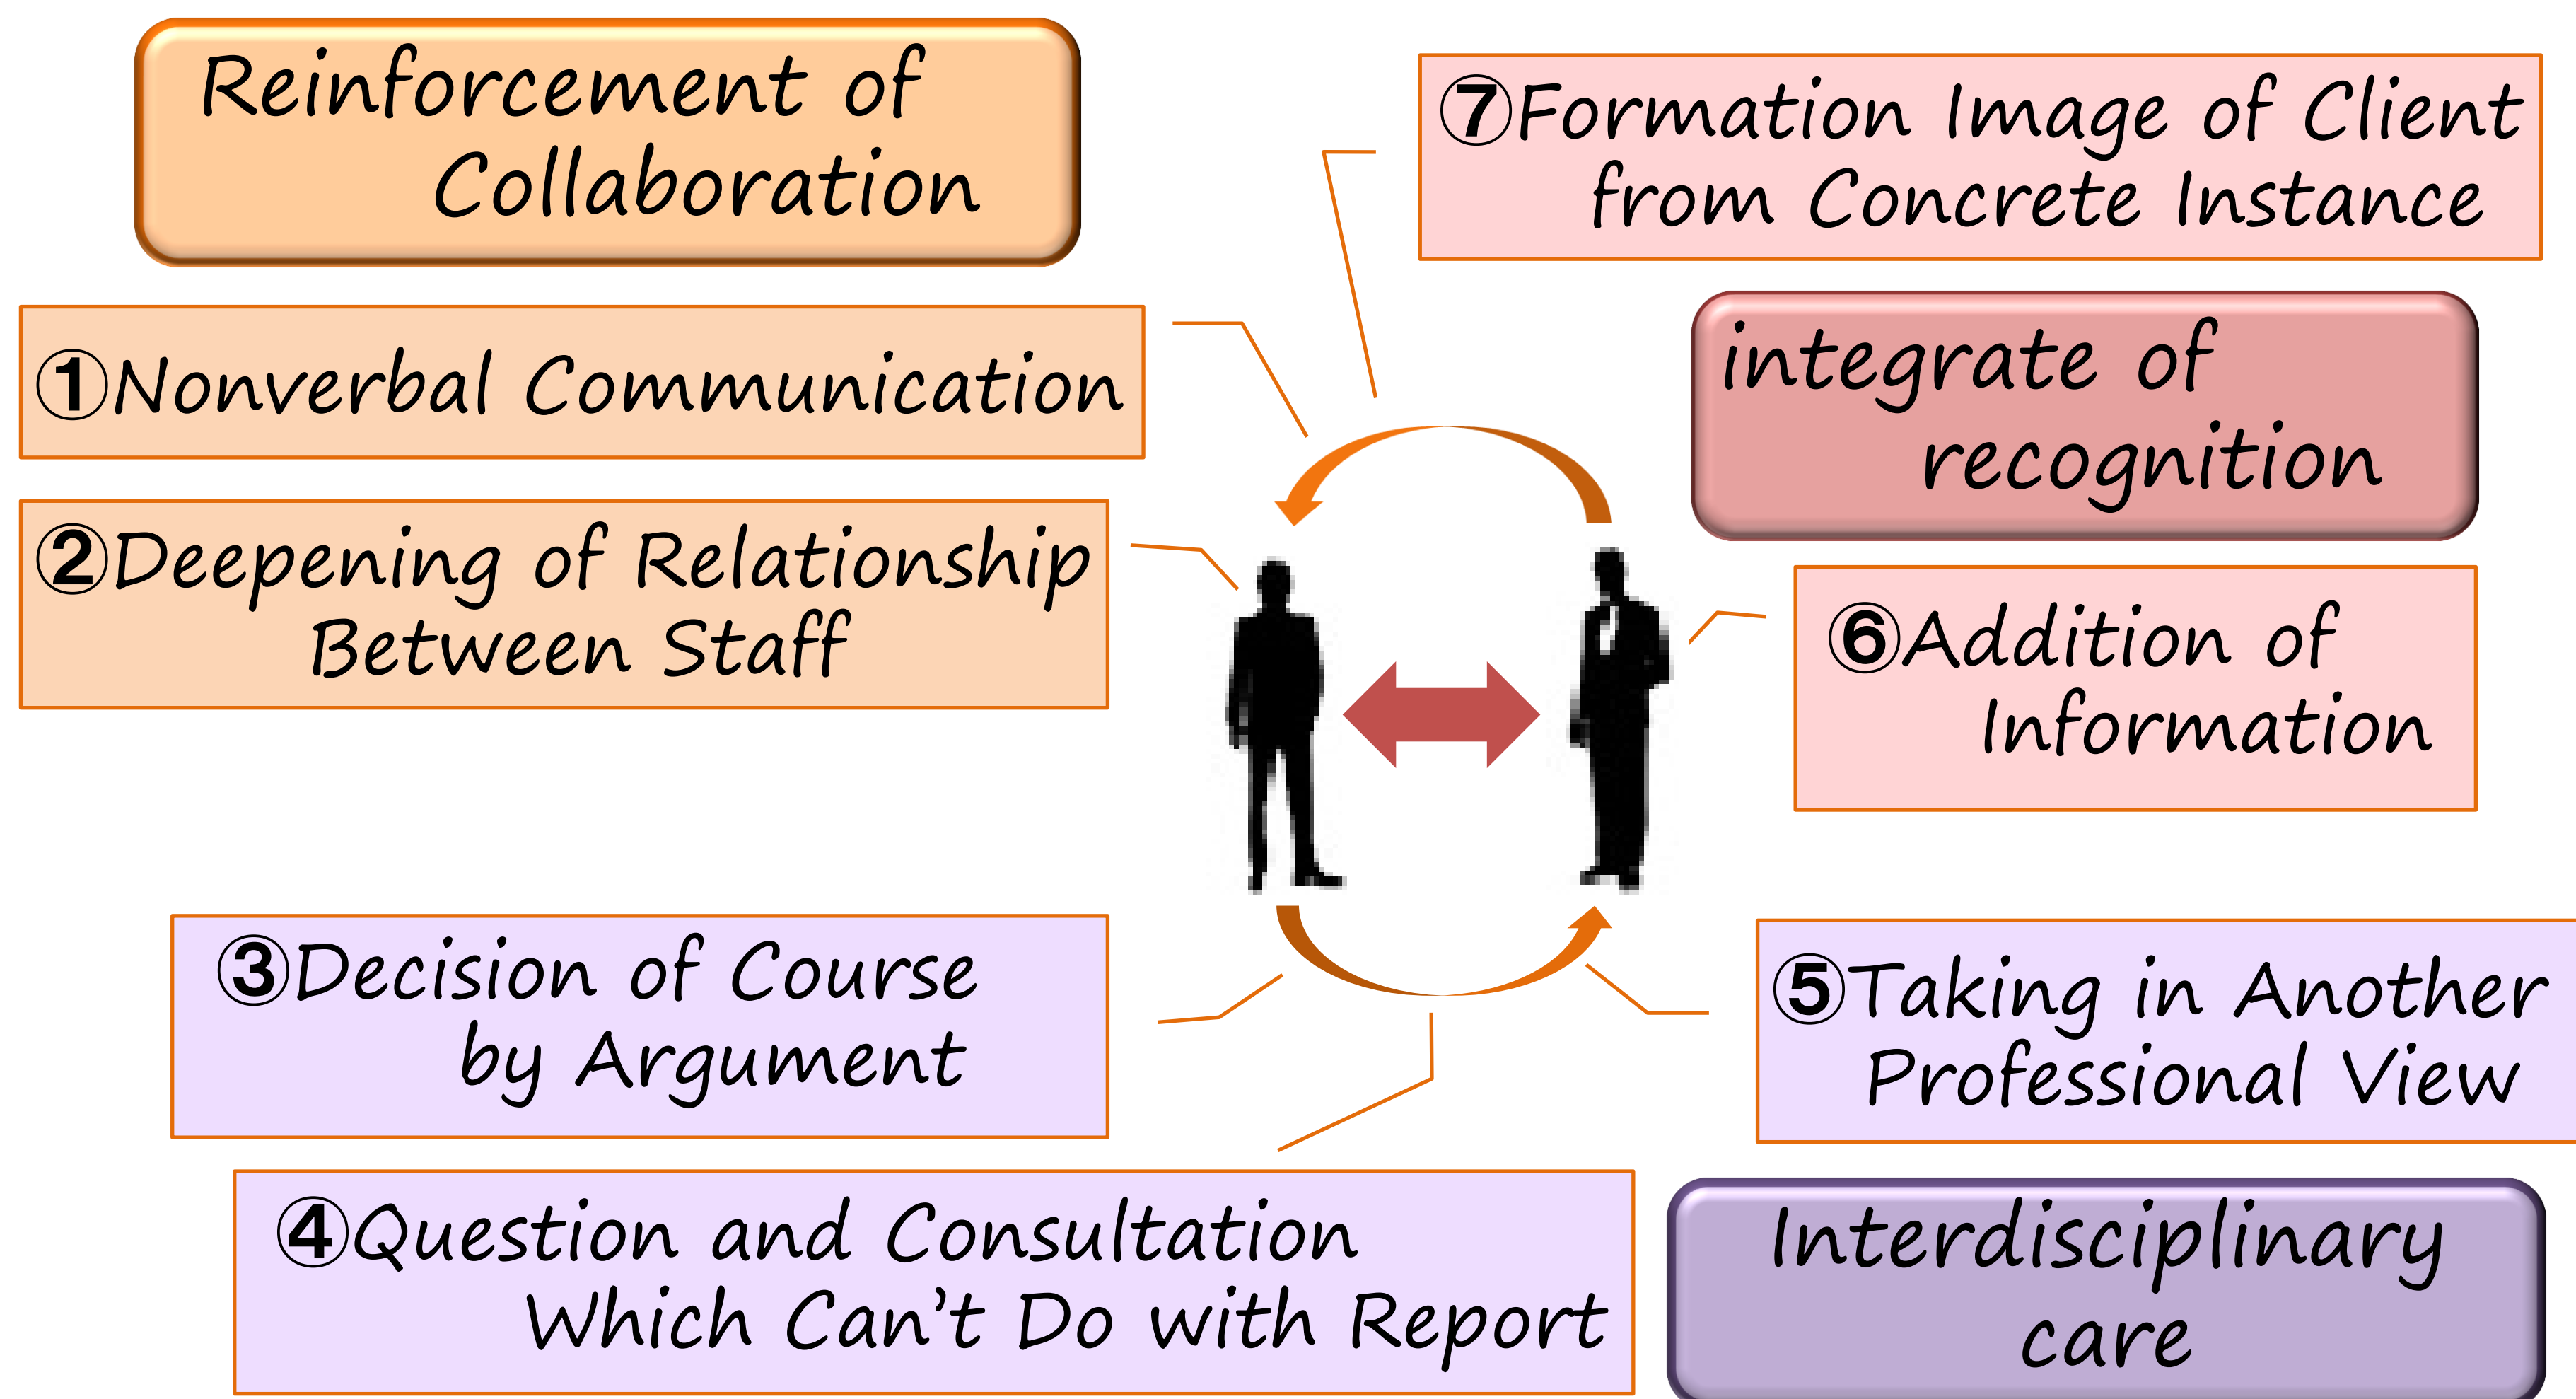 Reinforcement of
Collaboration
①Nonverbal Communication
②Deepening of Relationship
Between Staff
③Decision of Course
by Argument
④Question and Consultation
Which Can't Do with Report
⑤Taking in Another
Professional View
Interdisciplinary
care
⑥Addition of
Information
integrate of
recognition
⑦Formation Image of Client
from Concrete Instance